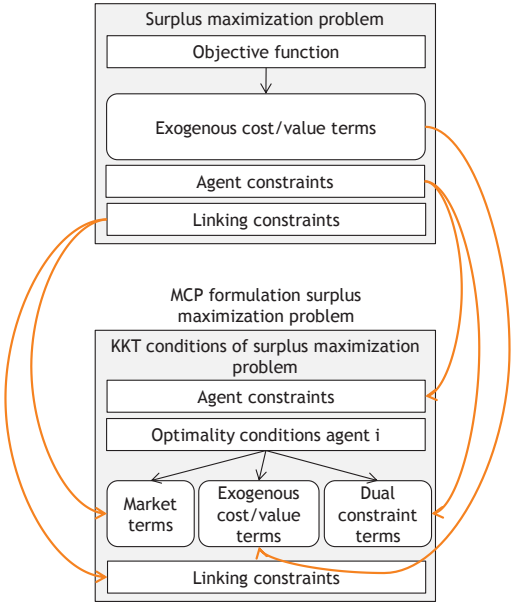 Surplus maximization problem
Objective function
Exogenous cost/value terms
Agent constraints
Linking constraints
MCP formulation surplus
maximization problem
KKT conditions of surplus maximization
problem
Agent constraints
Optimality conditions agent i
Market
terms
Exogenous
cost/value
terms
Dual
constraint
terms
Linking constraints